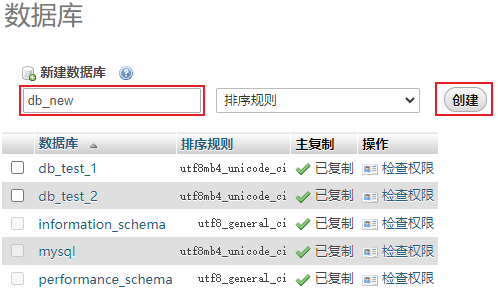 数据库
新建数据库
db_new 排序规则 创建
数据库 排序规则 主复制 操作
db_test_1 utf8mb4_unicode_ci 已复制 检查权限
db_test_2 utf8mb4_unicode_ci 已复制 检查权限
information_schema utf8_general_ci 已复制 检查权限
mysql utf8mb4_unicode_ci 已复制 检查权限
performance_schema utf8_general_ci 已复制 检查权限